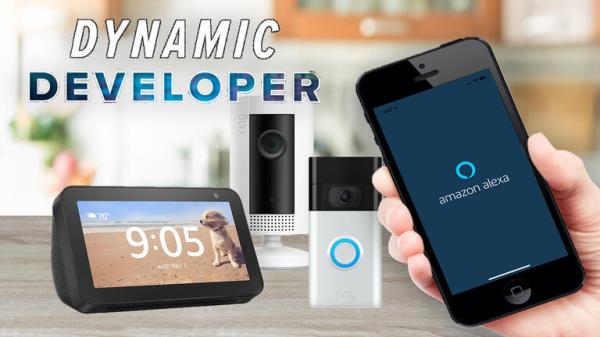 DYNAMIC
DEVELOPER
ring
70°
9:05
WED MAY 1
ring
amazon alexa